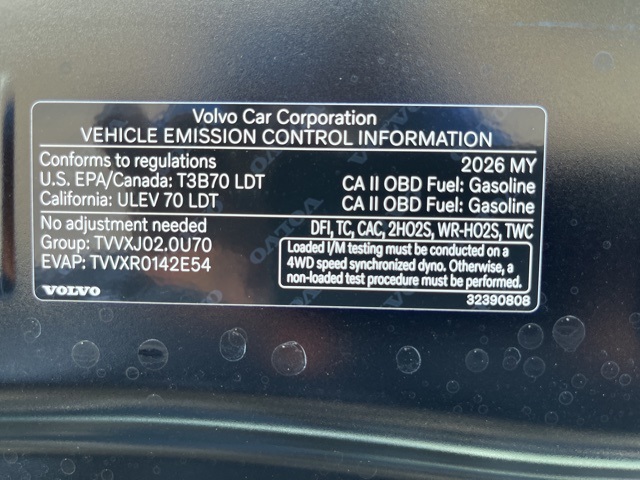 Volvo Car Corporation
VEHICLE EMISSION CONTROL INFORMATION
Conforms to regulations 2026 MY
U.S. EPA/Canada: T3B70 LDT CA II OBD Fuel: Gasoline
California: ULEV 70 LDT CA II OBD Fuel: Gasoline
No adjustment needed DFI, TC, CAC, 2HO2S, WR-HO2S, TWC
Group: TVVXJ02.0U70
EVAP: TVVXR0142E54
Loaded I/M testing must be conducted on a
4WD speed synchronized dyno. Otherwise, a
non-loaded test procedure must be performed.
VOLVO 32390808